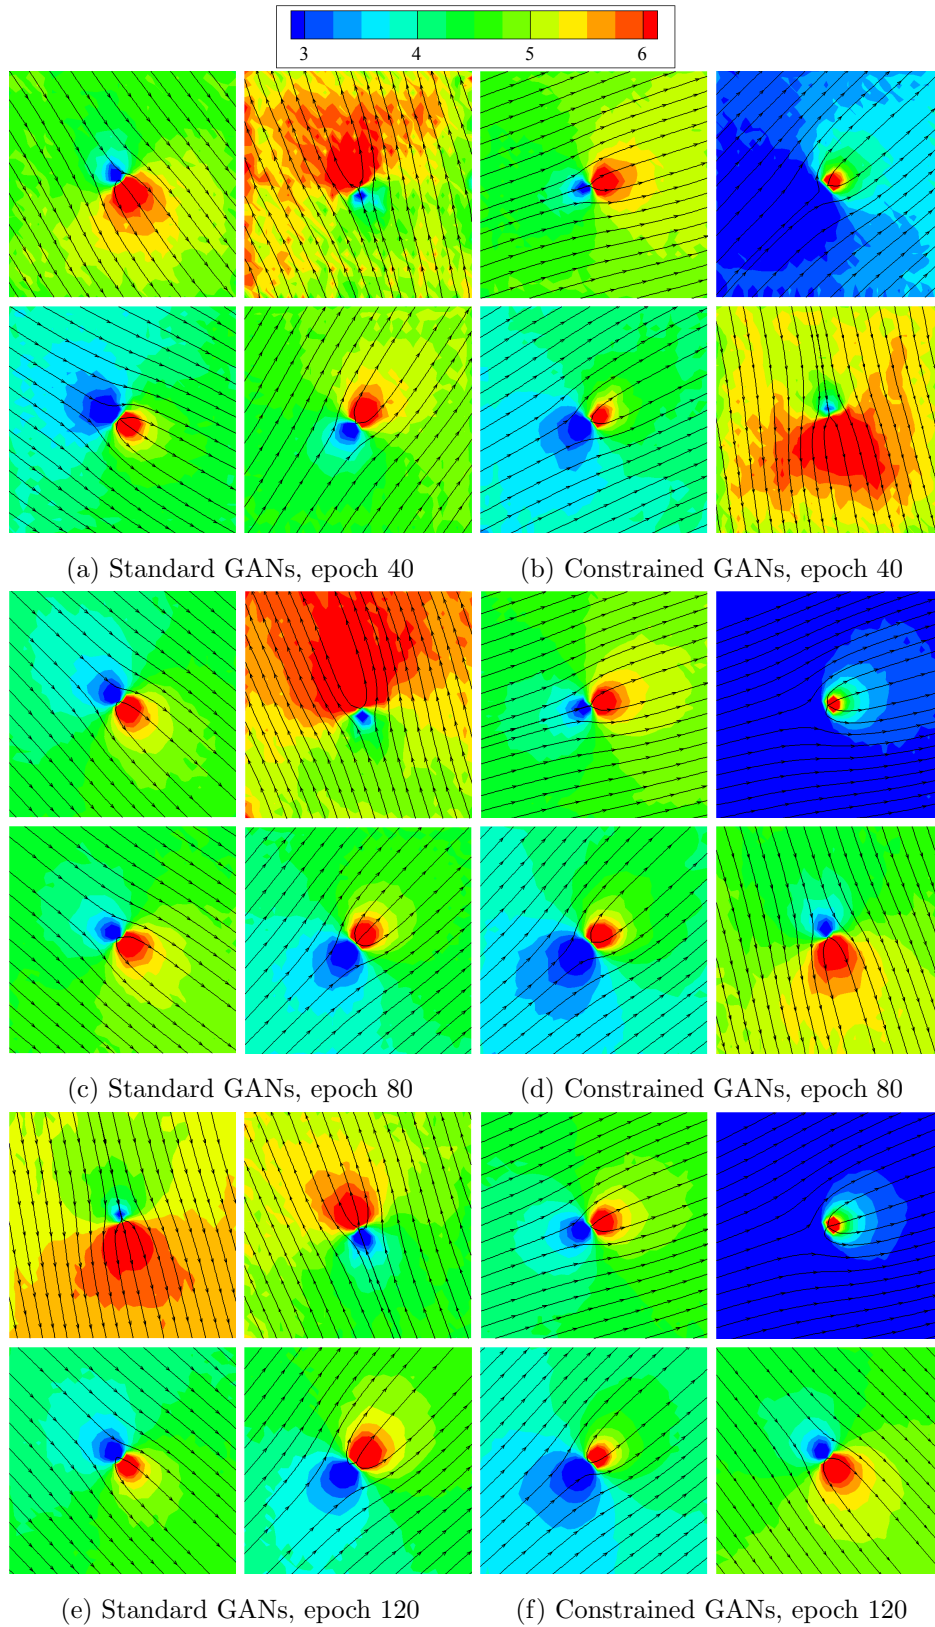 3 4 5 6
(a) Standard GANs, epoch 40 (b) Constrained GANs, epoch 40
(c) Standard GANs, epoch 80 (d) Constrained GANs, epoch 80
(e) Standard GANs, epoch 120 (f) Constrained GANs, epoch 120